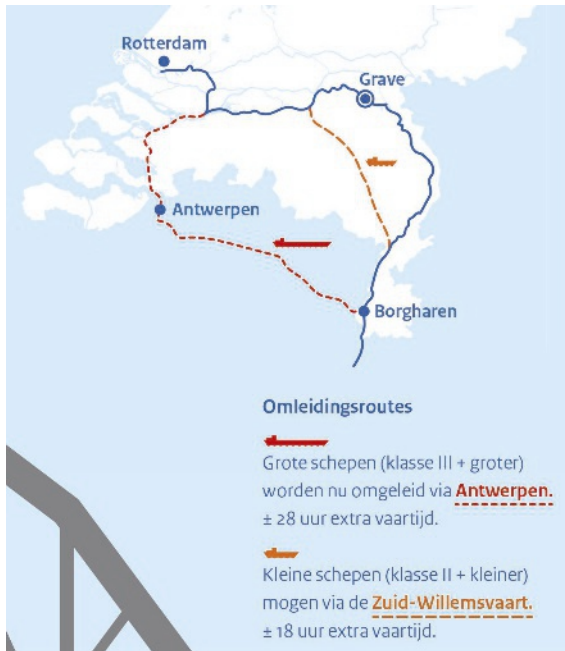 Rotterdam
Grave
Antwerpen
Borgharen
Omleidingsroutes
Grote schepen (klasse III + groter)
worden nu omgeleid via Antwerpen.
± 28 uur extra vaartijd.
Kleine schepen (klasse II + kleiner)
mogen via de Zuid-Willemsvaart.
± 18 uur extra vaartijd.